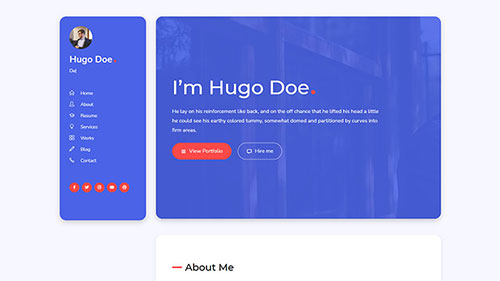 Hugo Doe.
Home
About
Resume
Services
Works
Blog
Contact
I'm Hugo Doe.
He lay on his reinforcement like back, and on the off chance that he lifted his head a little
he could see his earthy colored tummy, somewhat domed and partitioned by curves into
firm areas.
View Portfolio
Hire me
About Me